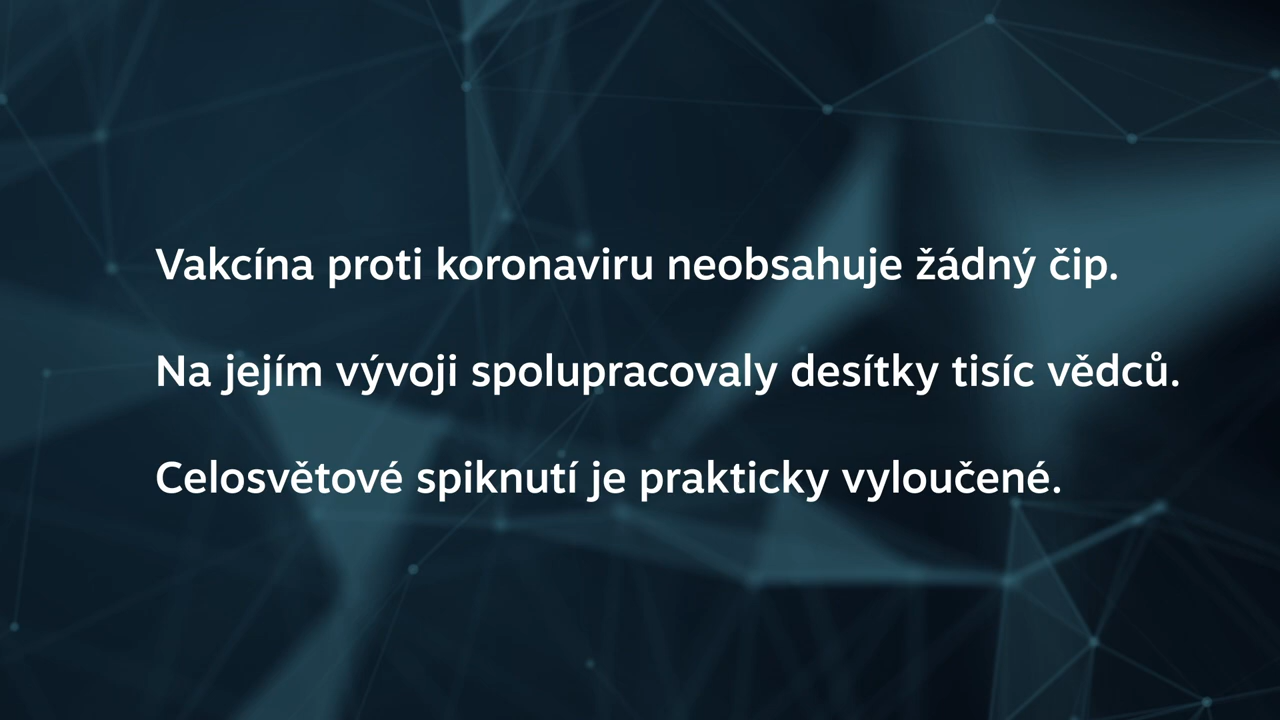 Vakcína proti koronaviru neobsahuje žádný čip.
Na jejím vývoji spolupracovaly desítky tisíc vědců.
Celosvětové spiknutí je prakticky vyloučené.